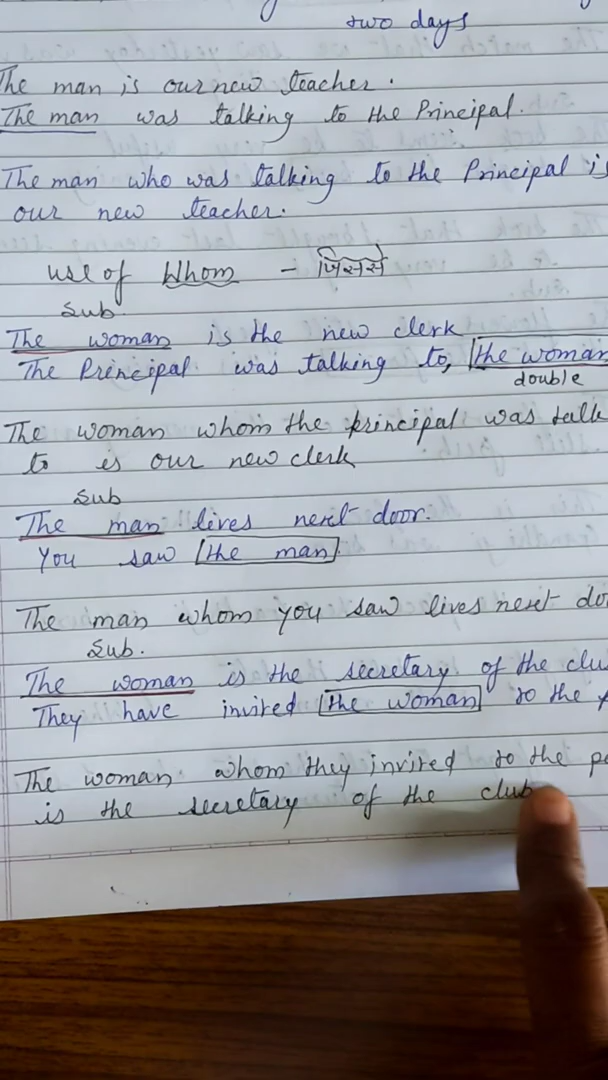 two days
The man is our new teacher.
The man was talking to the Principal.
The man who was talking to the Principal is
our new teacher.
use of Whom - जिससे
Sub.
The woman is the new clerk
The Principal was talking to, the woman
double
The woman whom the principal was talk
to is our new clerk
Sub
The man lives next door.
You saw [the man].
The man whom you saw lives next do
Sub.
The woman is the secretary of the clu
They have invited [the woman] to the
The woman whom they invited to the
is the secretary of the club